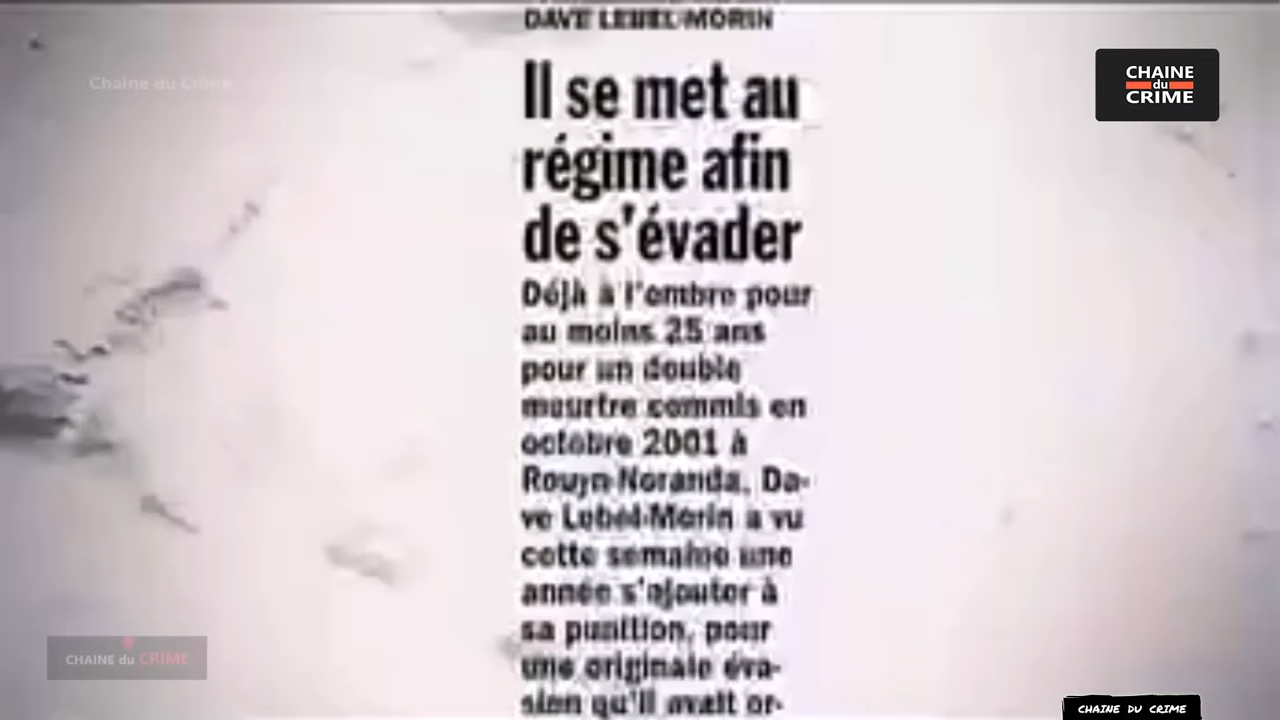 DAVE LEBEL-MORIN
Chaine du Crime
CHAINE
du
CRIME
Il se met au
régime afin
de s'évader
Déjà à l'ombre pour
au moins 25 ans
pour un double
meurtre commis en
octobre 2001 à
Rouyn-Noranda, Da-
ve Lebel-Morin a vu
cette semaine une
année s'ajouter à
sa punition, pour
une originale éva-
sion qu'il avait or-
CHAINE du CRIME
CHAINE DU CRIME